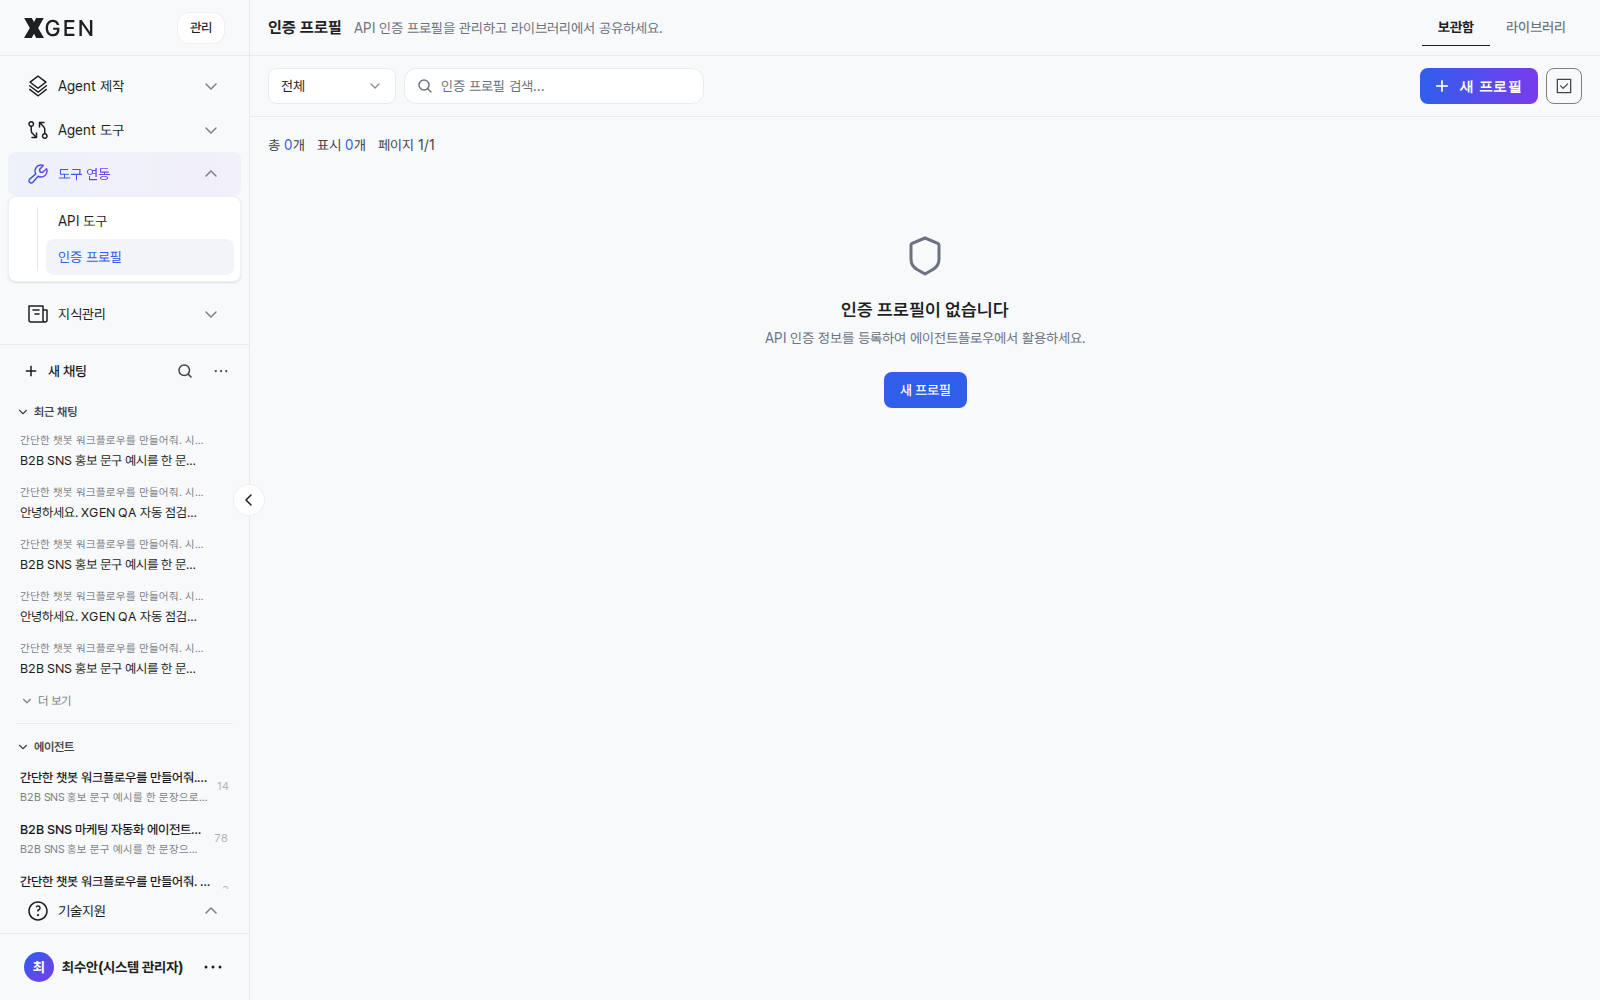 XGEN
관리
Agent 제작
Agent 도구
도구 연동
API 도구
인증 프로필
지식관리
새 채팅
최근 채팅
간단한 챗봇 워크플로우를 만들어줘. 시...
B2B SNS 홍보 문구 예시를 한 문...
간단한 챗봇 워크플로우를 만들어줘. 시...
안녕하세요. XGEN QA 자동 점검...
간단한 챗봇 워크플로우를 만들어줘. 시...
B2B SNS 홍보 문구 예시를 한 문...
간단한 챗봇 워크플로우를 만들어줘. 시...
안녕하세요. XGEN QA 자동 점검...
간단한 챗봇 워크플로우를 만들어줘. 시...
B2B SNS 홍보 문구 예시를 한 문...
더 보기
에이전트
간단한 챗봇 워크플로우를 만들어줘....
14
B2B SNS 홍보 문구 예시를 한 문장으로...
B2B SNS 마케팅 자동화 에이전트...
78
B2B SNS 홍보 문구 예시를 한 문장으...
간단한 챗봇 워크플로우를 만들어줘. ...
기술지원
최
최수안(시스템 관리자)
인증 프로필
API 인증 프로필을 관리하고 라이브러리에서 공유하세요.
보관함
라이브러리
전체
인증 프로필 검색...
새 프로필
총 0개 표시 0개 페이지 1/1
인증 프로필이 없습니다
API 인증 정보를 등록하여 에이전트플로우에서 활용하세요.
새 프로필